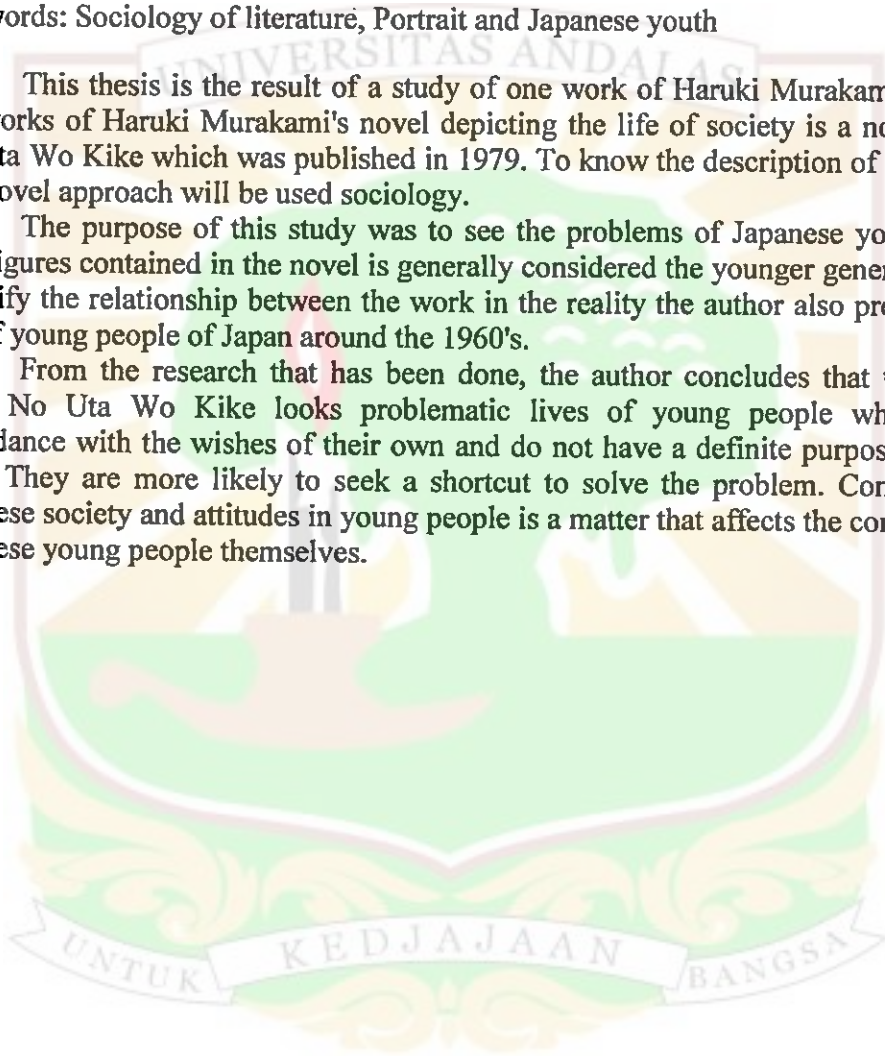 ords: Sociology of literature, Portrait and Japanese youth
UNIVERSITAS ANDALAS
This thesis is the result of a study of one work of Haruki Murakam
orks of Haruki Murakami's novel depicting the life of society is a no
ta Wo Kike which was published in 1979. To know the description of
ovel approach will be used sociology.
The purpose of this study was to see the problems of Japanese yo
igures contained in the novel is generally considered the younger gener
ify the relationship between the work in the reality the author also pre
f young people of Japan around the 1960's.
From the research that has been done, the author concludes that
No Uta Wo Kike looks problematic lives of young people wh
dance with the wishes of their own and do not have a definite purpos
They are more likely to seek a shortcut to solve the problem. Con
ese society and attitudes in young people is a matter that affects the co
ese young people themselves.
UNTUK KEDJAJAAN BANGSA